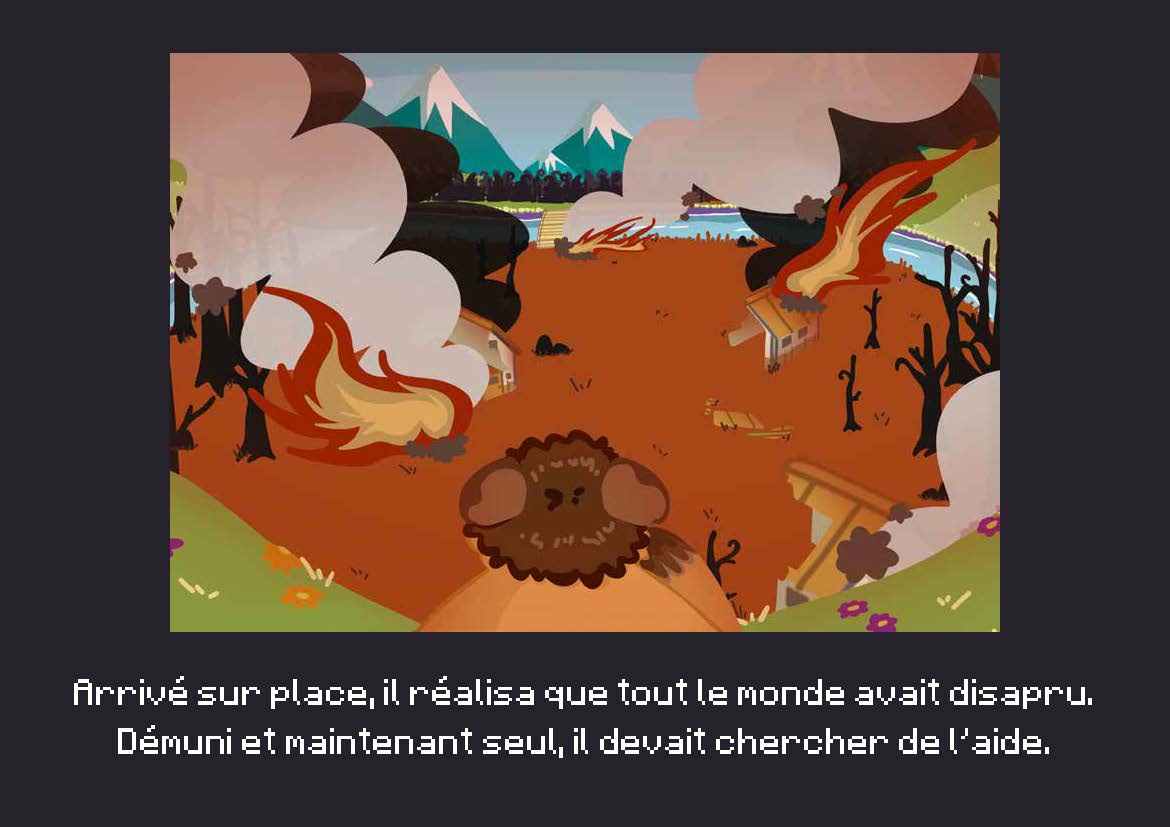 Arrivé sur place, il réalisa que tout le monde avait disapru.
Démuni et maintenant seul, il devait chercher de l'aide.